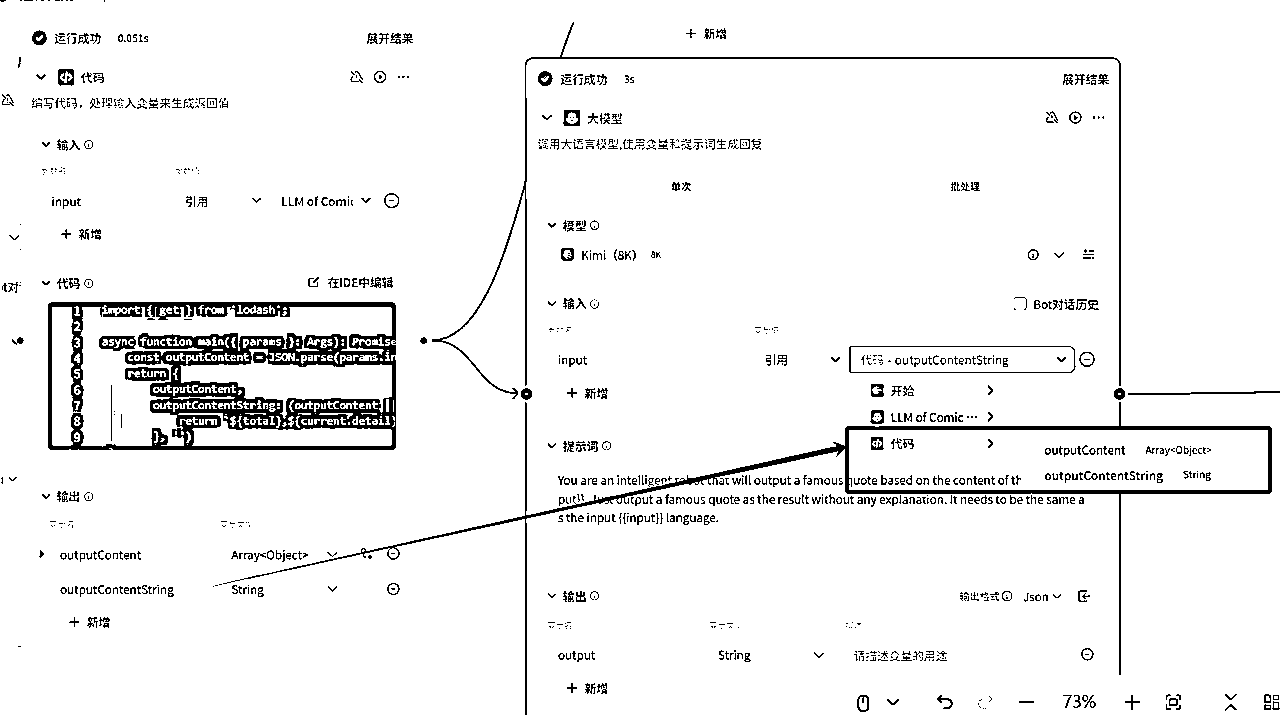 运行成功 0.051s 展开结果
代码
编写代码，处理输入变量来生成返回值
输入
input 引用 LLM of Comic
新增
代码 在IDE中编辑
1 import { get } from 'lodash';
2
3 async function main({ params }: Args): Promise
4 const outputContent = JSON.parse(params.in
5 return {
6 outputContent,
7 outputContentString: (outputContent ||
8 return `${total},${current.detail}
9 }, '')
输出
outputContent Array<Object>
outputContentString String
新增
新增
运行成功 3s 展开结果
大模型
调用大语言模型,使用变量和提示词生成回复
单次 批处理
模型
Kimi（8K） 8K
输入 Bot对话历史
input 引用 代码 - outputContentString
新增
开始
LLM of Comic ···
代码
outputContent Array<Object>
outputContentString String
提示词
You are an intelligent robot that will output a famous quote based on the content of th
put}}. Just output a famous quote as the result without any explanation. It needs to be the same a
s the input {{input}} language.
输出 输出格式 Json
output String 请描述变量的用途
新增
73%